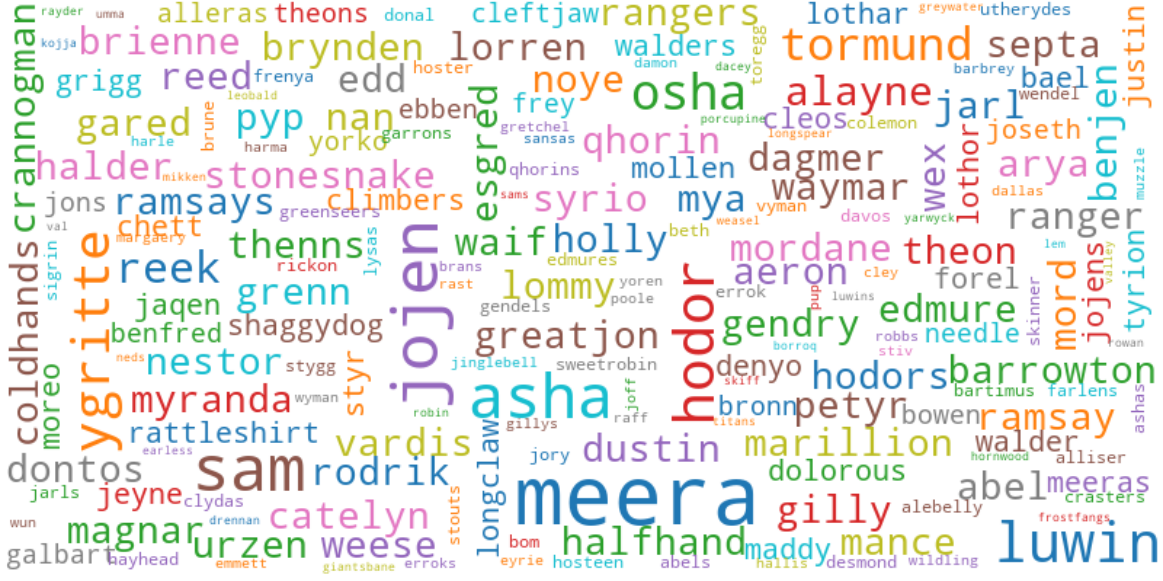 rayder
umma
alleras
theons
donal
cleftjaw
rangers
lothar
greywater
utherydes
crannogman
kojja
brienne
brynden
lorren
walders
toregg
tormund
septa
justin
grigg
reed
frenya
edd
hoster
noye
damon
dacey
osha
barbrey
bael
wendel
alayne
jarl
benjen
leobald
brune
gared
pyp
nan
ebben
esgred
frey
porcupine
cleos
colemon
longspear
joseth
harle
harma
yorko
garrons
gretchel
sansas
qhorin
lothor
wex
arya
muzzle
halder
mikken
stonesnake
qhorins
mollen
dagmer
waymar
dallas
jons
ramsays
greenseers
climbers
sams
syrio
mya
vyman
weasel
davos
yarwyck
ranger
val
chett
margaery
sigrin
ygritte
thenns
lysas
jojen
waif
holly
beth
mordane
theon
lem
valley
tyrion
coldhands
reek
rickon
brans
rast
edmures
lommy
yoren
poole
hodor
aeron
cley
forel
mord
jojens
jaqen
grenn
gendels
errok
pup
luwins
edmure
skinner
benfred
shaggydog
greatjon
gendry
robbs
needle
rowan
neds
nestor
stygg
styr
jinglebell
sweetrobin
borroq
stiv
denyo
skiff
hodors
barrowton
moreo
myranda
wyman
asha
joff
bronn
petyr
bartimus
farlens
ashas
robin
gillys
raff
titans
bowen
ramsay
rattleshirt
earless
vardis
longclaw
jory
dustin
marillion
walder
hornwood
alliser
dontos
sam
rodrik
dolorous
abel
meeras
jarls
jeyne
clydas
stouts
meera
gilly
alebelly
crasters
wun
magnar
drennan
catelyn
bom
halfhand
maddy
mance
frostfangs
luwin
galbart
hayhead
urzen
emmett
weese
giantsbane
erroks
eyrie
hosteen
abels
hallis
desmond
wildling